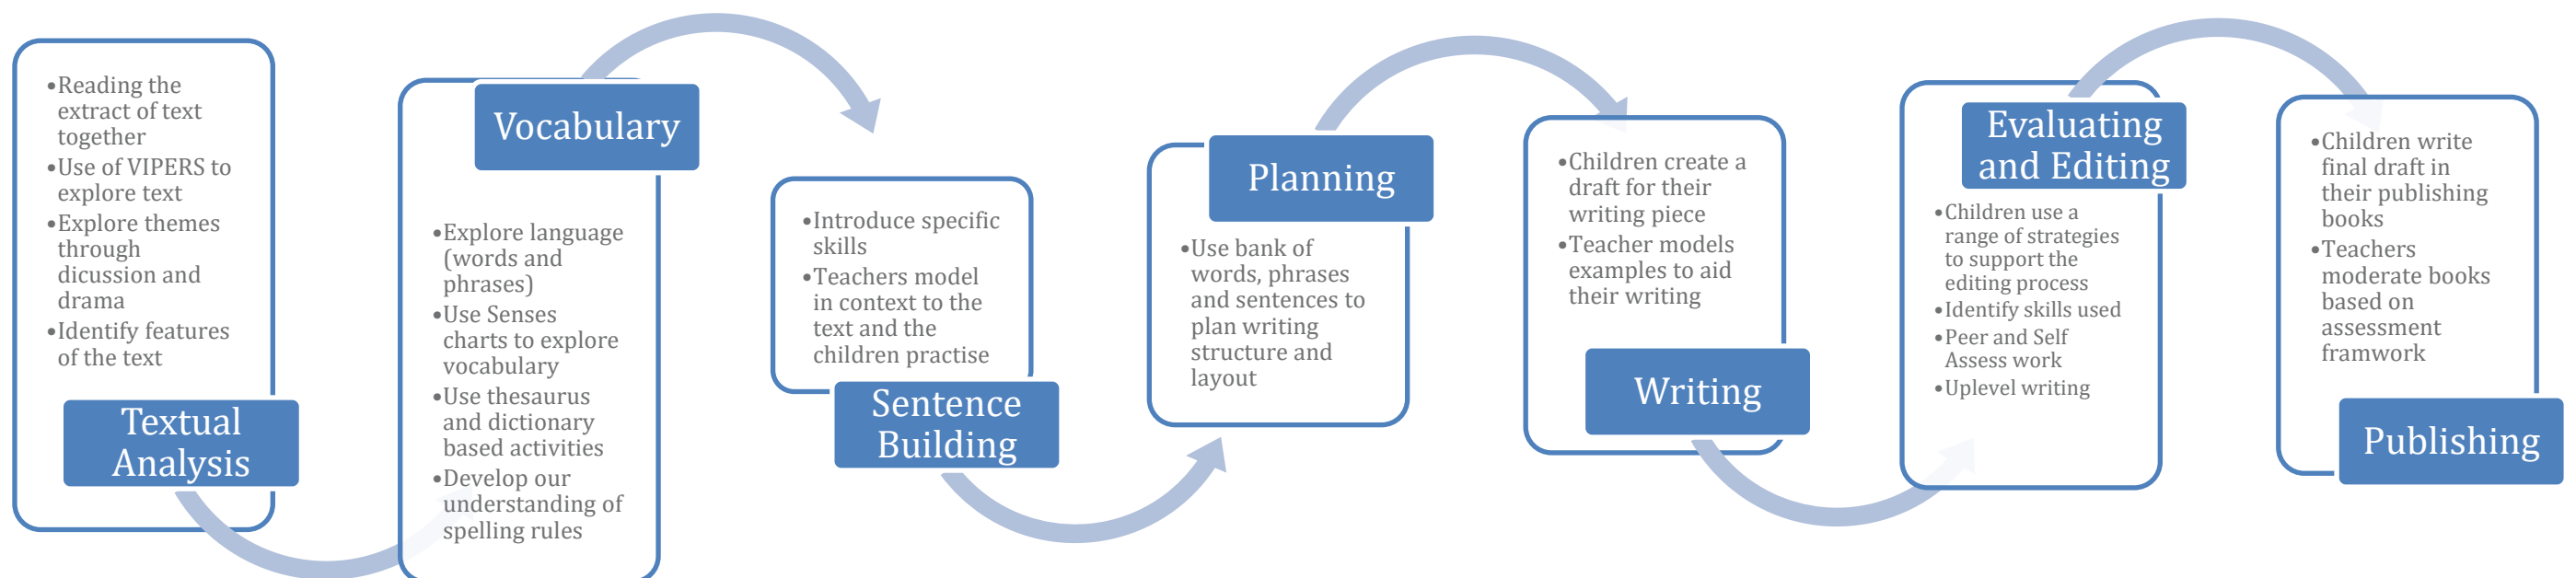 •Reading the
extract of text
together
•Use of VIPERS to
explore text
•Explore themes
through
dicussion and
drama
•Identify features
of the text
Textual
Analysis
Vocabulary
•Explore language
(words and
phrases)
•Use Senses
charts to explore
vocabulary
•Use thesaurus
and dictionary
based activities
•Develop our
understanding of
spelling rules
•Introduce specific
skills
•Teachers model
in context to the
text and the
children practise
Sentence
Building
Planning
•Use bank of
words, phrases
and sentences to
plan writing
structure and
layout
•Children create a
draft for their
writing piece
•Teacher models
examples to aid
their writing
Writing
Evaluating
and Editing
•Children use a
range of strategies
to support the
editing process
•Identify skills used
•Peer and Self
Assess work
•Uplevel writing
•Children write
final draft in
their publishing
books
•Teachers
moderate books
based on
assessment
framwork
Publishing